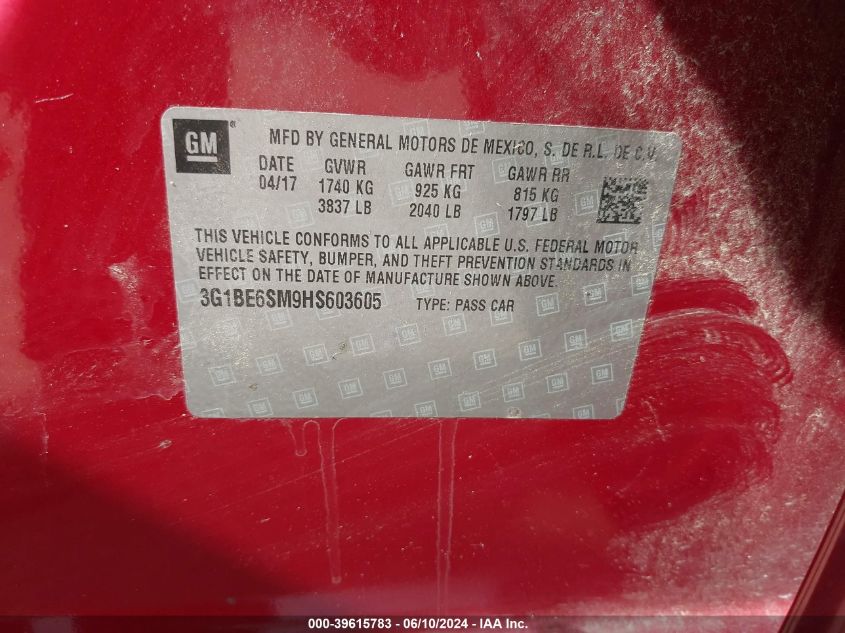 GM ® MFD BY GENERAL MOTORS DE MEXICO, S. DE R.L. DE C.V.
DATE GVWR GAWR FRT GAWR RR
04/17 1740 KG 925 KG 815 KG
3837 LB 2040 LB 1797 LB
THIS VEHICLE CONFORMS TO ALL APPLICABLE U.S. FEDERAL MOTOR
VEHICLE SAFETY, BUMPER, AND THEFT PREVENTION STANDARDS IN
EFFECT ON THE DATE OF MANUFACTURE SHOWN ABOVE.
3G1BE6SM9HS603605 TYPE: PASS CAR
000-39615783 - 06/10/2024 - IAA Inc.